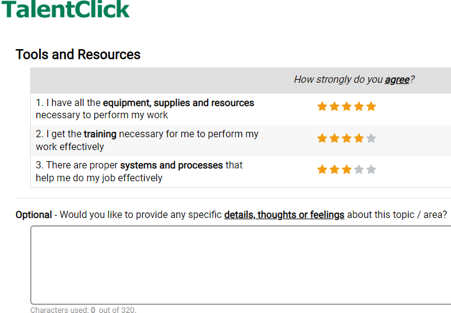 TalentClick
Tools and Resources
How strongly do you agree?
1. I have all the equipment, supplies and resources
necessary to perform my work
2. I get the training necessary for me to perform my
work effectively
3. There are proper systems and processes that
help me do my job effectively
Optional - Would you like to provide any specific details, thoughts or feelings about this topic / area?
Characters used: 0 out of 320.